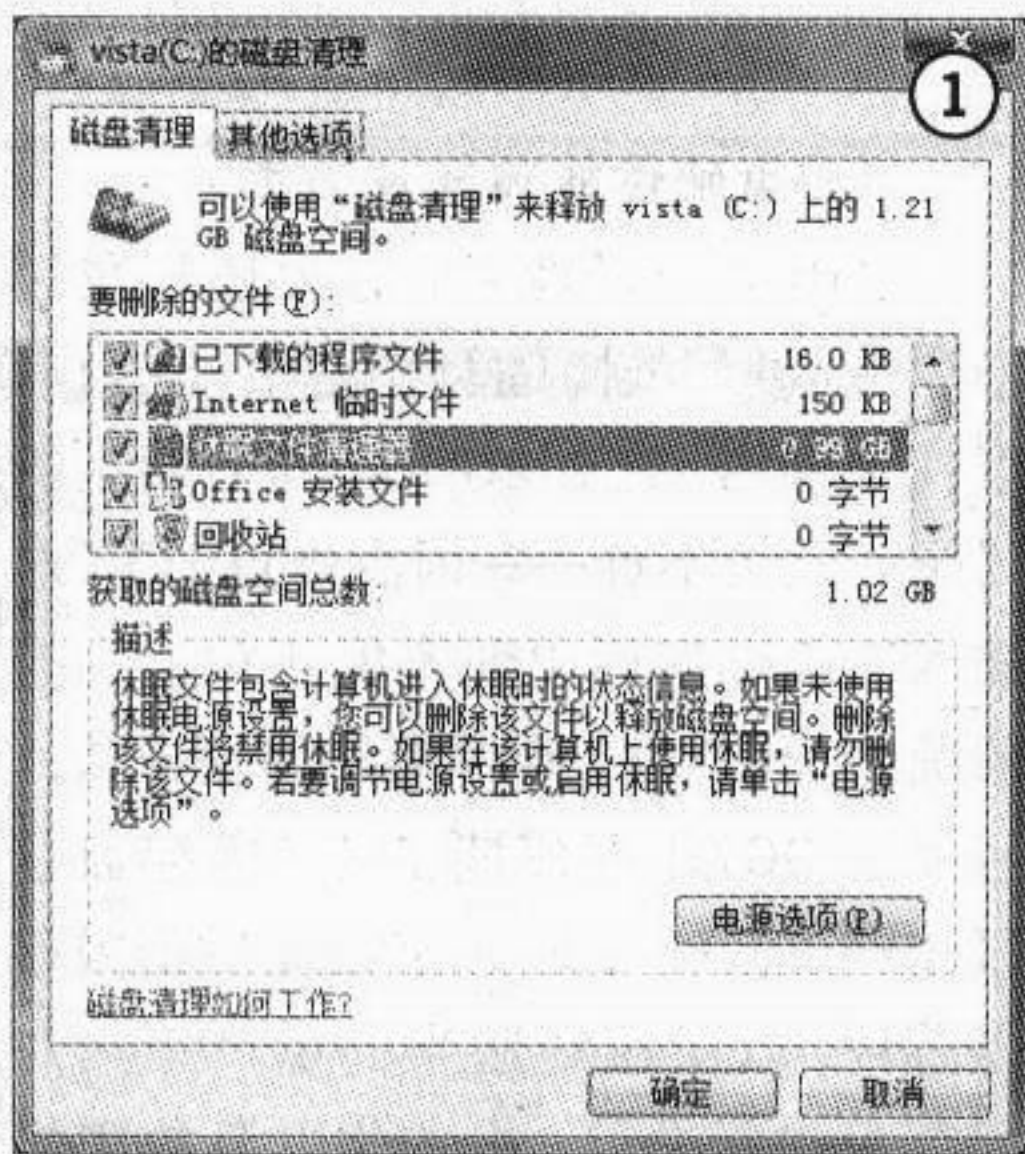 vista(C:)的磁盘清理
1
磁盘清理 其他选项
可以使用“磁盘清理”来释放 vista (C:) 上的 1.21
GB 磁盘空间。
要删除的文件(F):
已下载的程序文件 16.0 KB
Internet 临时文件 150 KB
休眠文件清理器 0.99 GB
Office 安装文件 0 字节
回收站 0 字节
获取的磁盘空间总数: 1.02 GB
描述
休眠文件包含计算机进入休眠时的状态信息。如果未使用
休眠电源设置，您可以删除该文件以释放磁盘空间。删除
该文件将禁用休眠。如果在该计算机上使用休眠，请勿删
除该文件。若要调节电源设置或启用休眠，请单击“电源
选项”。
电源选项(P)
磁盘清理如何工作?
确定 取消